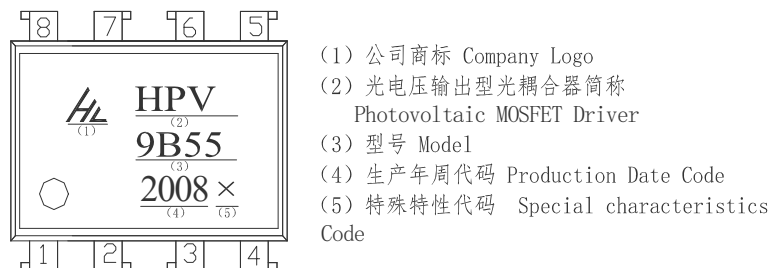 8 7 6 5
HL
(1)
HPV
(2)
9B55
(3)
2008 ×
(4) (5)
1 2 3 4
(1) 公司商标 Company Logo
(2) 光电压输出型光耦合器简称
Photovoltaic MOSFET Driver
(3) 型号 Model
(4) 生产年周代码 Production Date Code
(5) 特殊特性代码 Special characteristics
Code